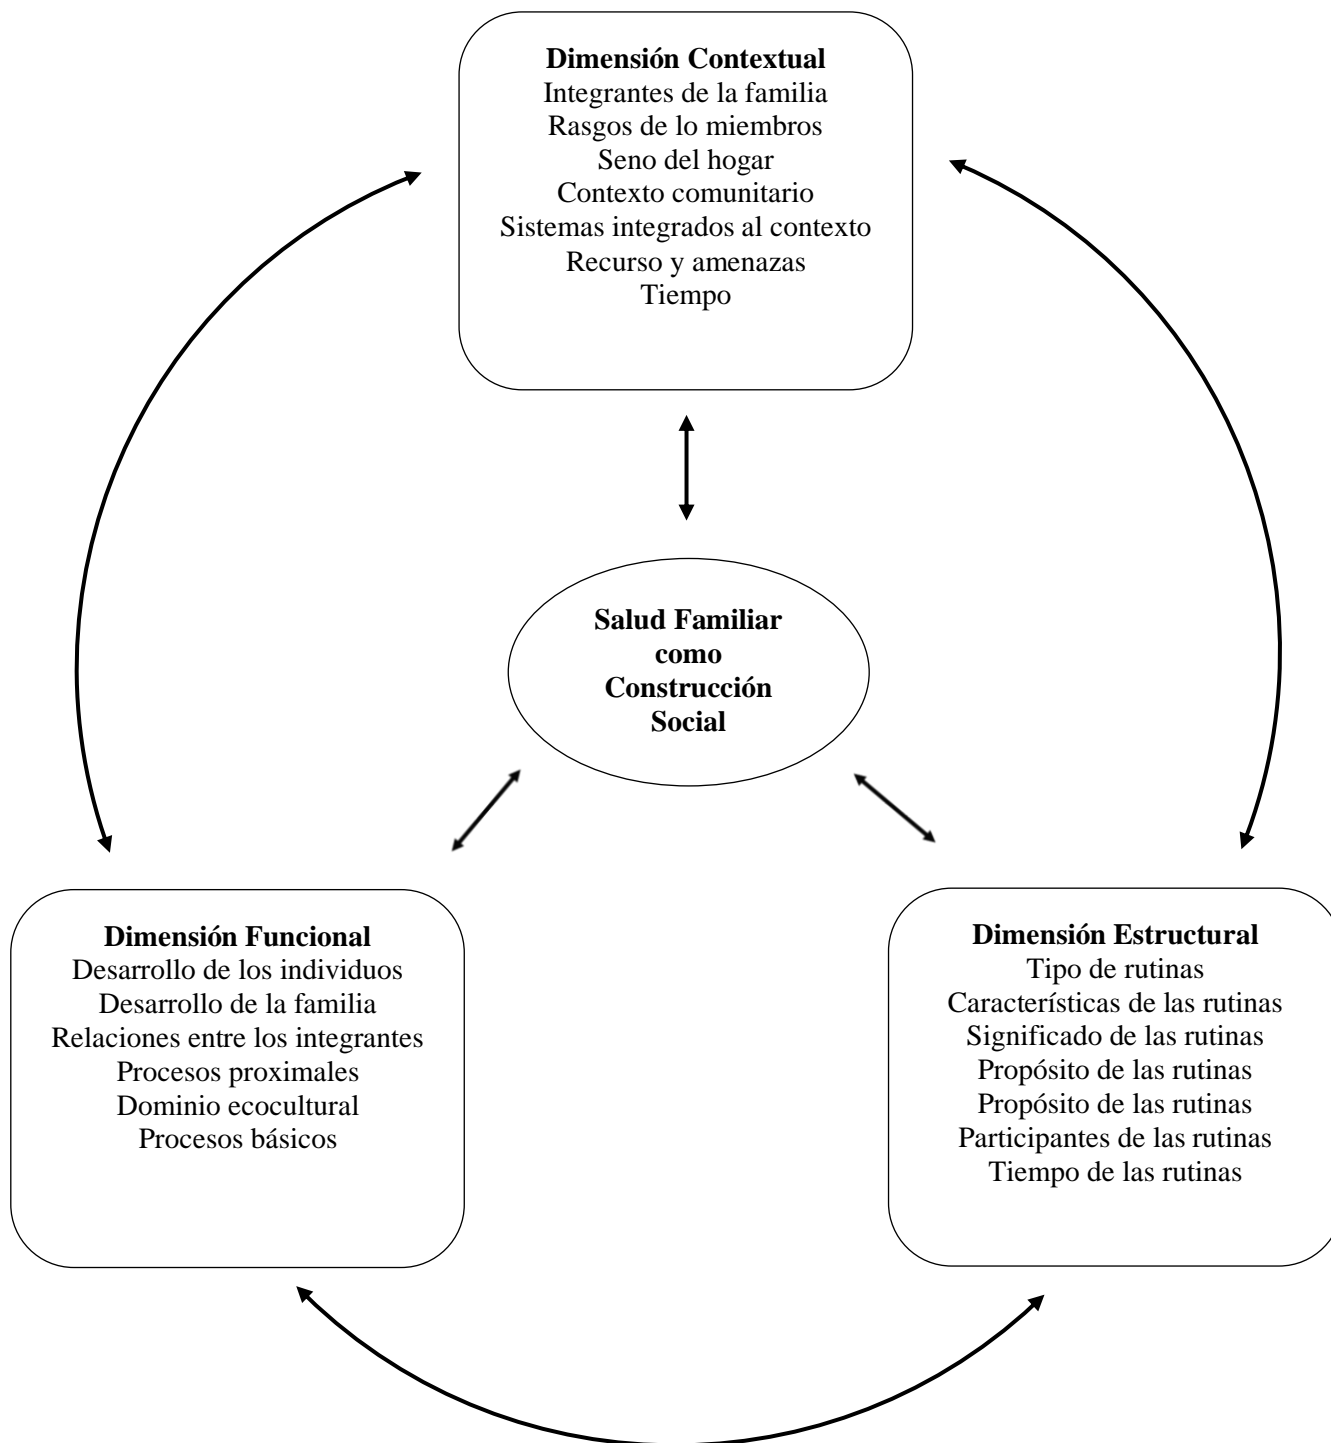 Dimensión Contextual
Integrantes de la familia
Rasgos de lo miembros
Seno del hogar
Contexto comunitario
Sistemas integrados al contexto
Recurso y amenazas
Tiempo
Salud Familiar
como
Construcción
Social
Dimensión Funcional
Desarrollo de los individuos
Desarrollo de la familia
Relaciones entre los integrantes
Procesos proximales
Dominio ecocultural
Procesos básicos
Dimensión Estructural
Tipo de rutinas
Características de las rutinas
Significado de las rutinas
Propósito de las rutinas
Propósito de las rutinas
Participantes de las rutinas
Tiempo de las rutinas